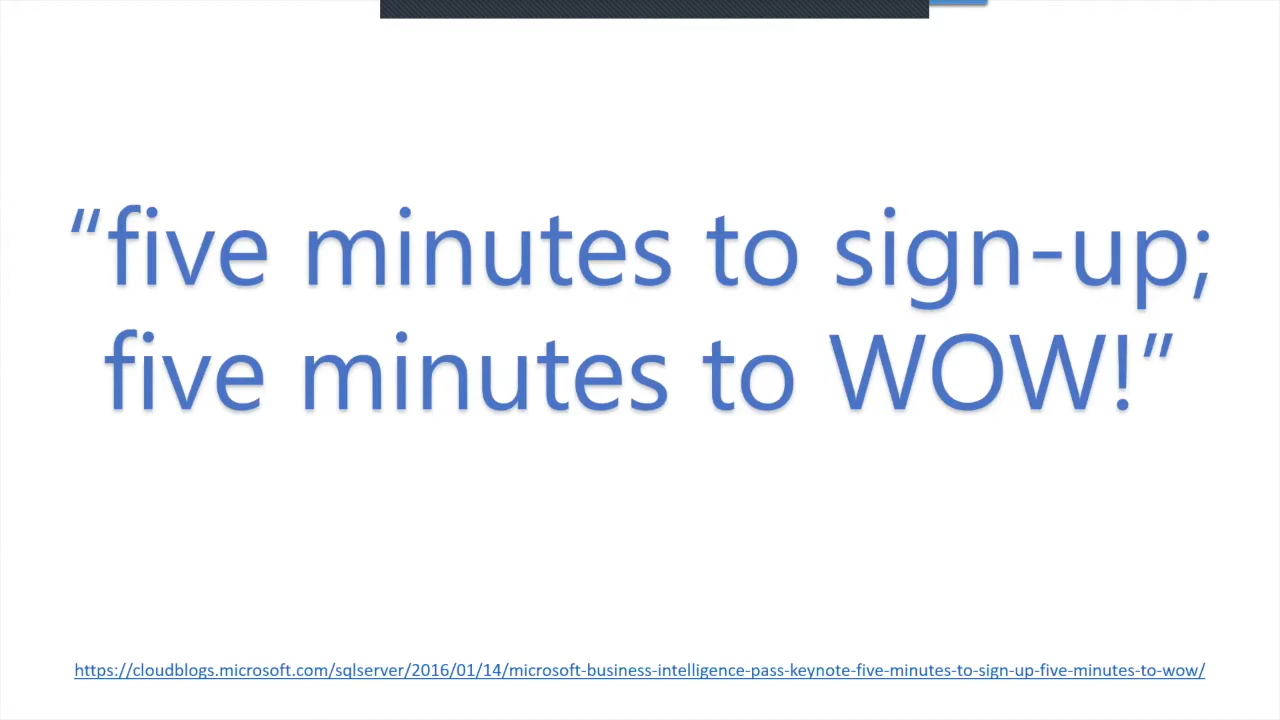 “five minutes to sign-up;
five minutes to WOW!”
https://cloudblogs.microsoft.com/sqlserver/2016/01/14/microsoft-business-intelligence-pass-keynote-five-minutes-to-sign-up-five-minutes-to-wow/